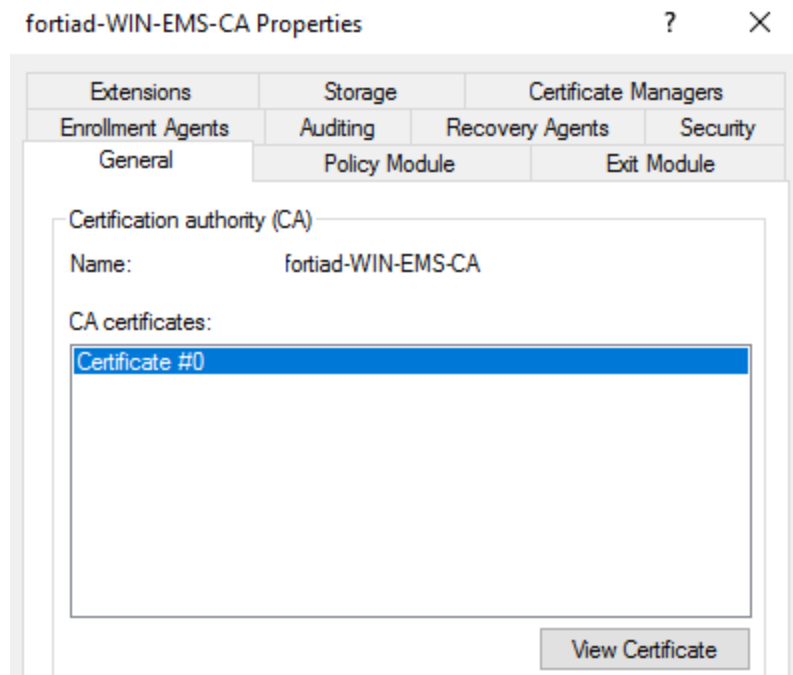 fortiad-WIN-EMS-CA Properties ? ×
Extensions Storage Certificate Managers
Enrollment Agents Auditing Recovery Agents Security
General Policy Module Exit Module
Certification authority (CA)
Name: fortiad-WIN-EMS-CA
CA certificates:
Certificate #0
View Certificate